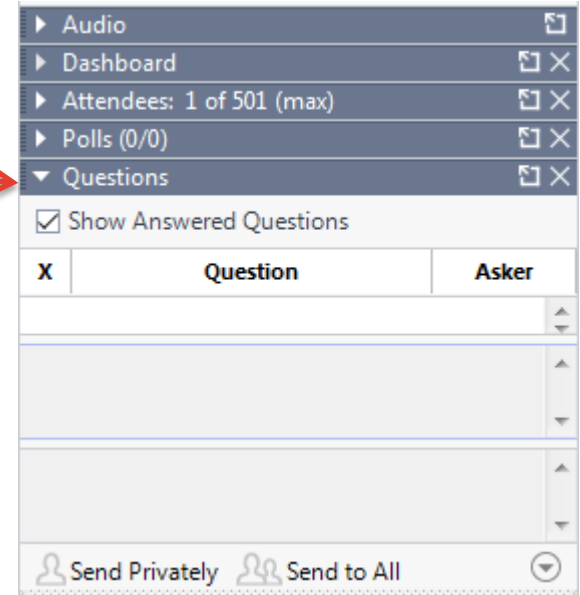 Audio
Dashboard
Attendees: 1 of 501 (max)
Polls (0/0)
Questions
Show Answered Questions
X Question Asker
Send Privately Send to All